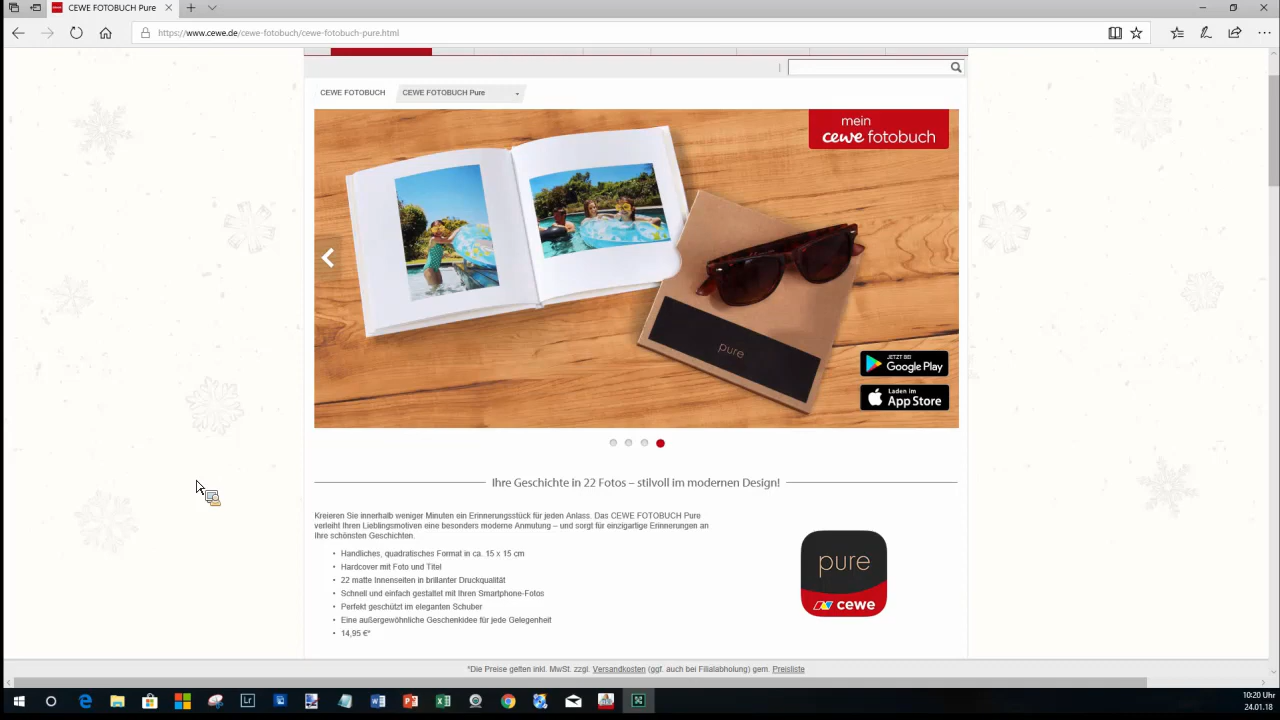 CEWE FOTOBUCH Pure
https://www.cewe.de/cewe-fotobuch/cewe-fotobuch-pure.html
CEWE FOTOBUCH
CEWE FOTOBUCH Pure
mein
cewe fotobuch
pure
JETZT BEI
Google Play
Laden im
App Store
Ihre Geschichte in 22 Fotos – stilvoll im modernen Design!
Kreieren Sie innerhalb weniger Minuten ein Erinnerungsstück für jeden Anlass. Das CEWE FOTOBUCH Pure
verleiht Ihren Lieblingsmotiven eine besonders moderne Anmutung – und sorgt für einzigartige Erinnerungen an
Ihre schönsten Geschichten.
• Handliches, quadratisches Format in ca. 15 x 15 cm
• Hardcover mit Foto und Titel
• 22 matte Innenseiten in brillanter Druckqualität
• Schnell und einfach gestaltet mit Ihren Smartphone-Fotos
• Perfekt geschützt im eleganten Schuber
• Eine außergewöhnliche Geschenkidee für jede Gelegenheit
• 14,95 €*
pure
cewe
*Die Preise gelten inkl. MwSt. zzgl. Versandkosten (ggf. auch bei Filialabholung) gem. Preisliste
Lr
10:20 Uhr
24.01.18